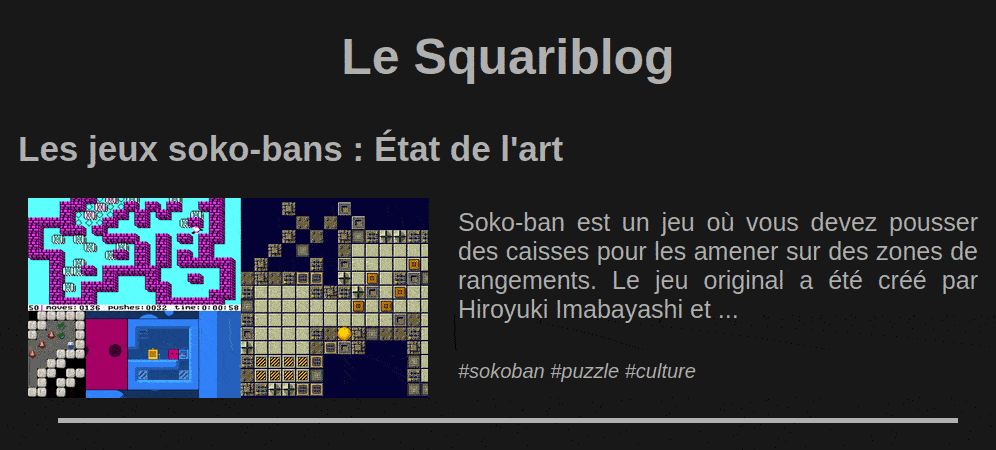 Le Squariblog
Les jeux soko-bans : État de l'art
Soko-ban est un jeu où vous devez pousser
des caisses pour les amener sur des zones de
rangements. Le jeu original a été créé par
Hiroyuki Imabayashi et ...
moves:0136 pushes:0032 time:0:00:58
#sokoban #puzzle #culture